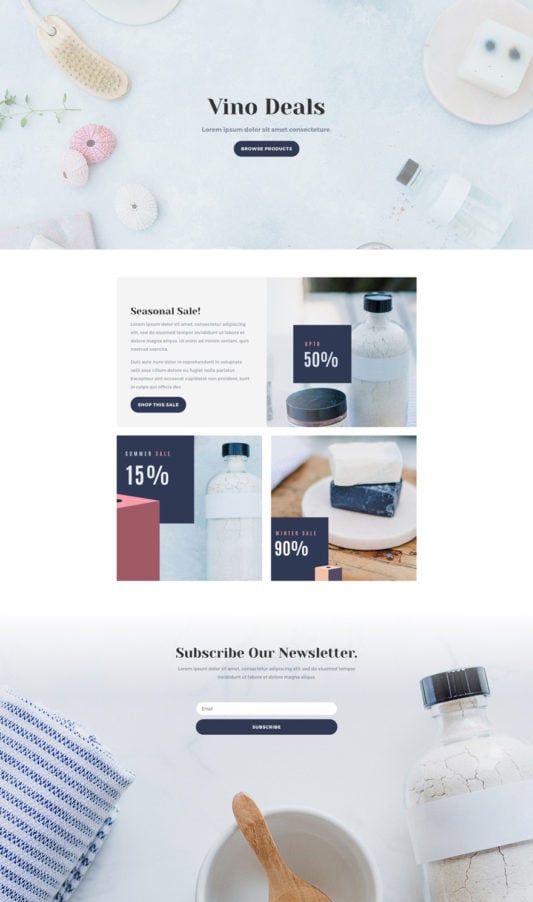 Vino Deals
Lorem ipsum dolor sit amet, consecteture.
BROWSE PRODUCTS
Seasonal Sale!
Lorem ipsum dolor sit amet, consectetur adipiscing
elit, sed do eiusmod tempor incididunt ut labore et
dolore magna aliqua. Ut enim ad minim veniam, quis
nostrud exercita.
Duis aute irure dolor in reprehenderit in voluptate
velit esse cillum dolore eu fugiat nulla pariatur.
Excepteur sint occaecat cupidatat non proident, sunt
in culpa qui officia des
SHOP THIS SALE
UPTO
50%
SUMMER SALE
15%
WINTER SALE
90%
Subscribe Our Newsletter.
Lorem ipsum dolor sit amet, consectetur adipiscing elit, sed do eiusmod tempor
incididunt ut labore et dolore magna aliqua.
Email
SUBSCRIBE